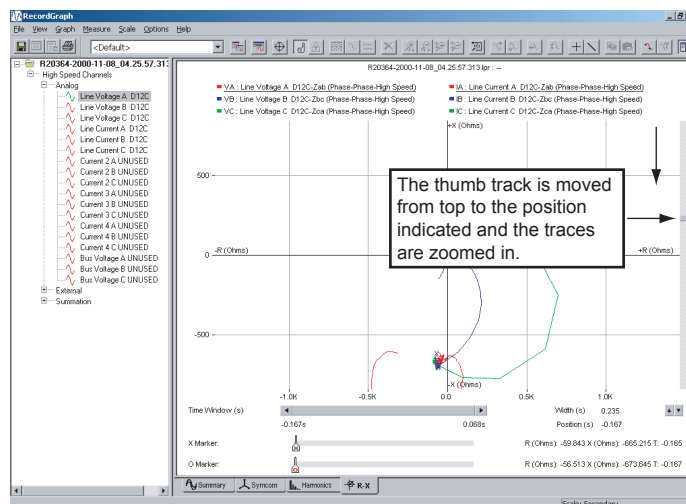 RecordGraph
File View Graph Measure Scale Options Help
<Default>
R20364-2000-11-08_04.25.57.313
High Speed Channels
Analog
Line Voltage A D12C
Line Voltage B D12C
Line Voltage C D12C
Line Current A D12C
Line Current B D12C
Line Current C D12C
Current 2 A UNUSED
Current 2 B UNUSED
Current 2 C UNUSED
Current 3 A UNUSED
Current 3 B UNUSED
Current 3 C UNUSED
Current 4 A UNUSED
Current 4 B UNUSED
Current 4 C UNUSED
Bus Voltage A UNUSED
Bus Voltage B UNUSED
Bus Voltage C UNUSED
External
Summation
R20364-2000-11-08_04.25.57.313.lpr : --
VA : Line Voltage A D12C-Zab (Phase-Phase-High Speed)
IA : Line Current A D12C-Zab (Phase-Phase-High Speed)
VB : Line Voltage B D12C-Zbc (Phase-Phase-High Speed)
IB : Line Current B D12C-Zbc (Phase-Phase-High Speed)
VC : Line Voltage C D12C-Zca (Phase-Phase-High Speed)
IC : Line Current C D12C-Zca (Phase-Phase-High Speed)
+X (Ohms)
500
The thumb track is moved
from top to the position
indicated and the traces
are zoomed in.
-R (Ohms)
+R (Ohms)
0
-500
-X (Ohms)
-1.0K -0.5K 0.0 0.5K 1.0K
Time Window (s)
Width (s) 0.235
-0.167s 0.068s
Position (s) -0.167
X Marker:
R (Ohms): -59.843 X (Ohms): -665.215 T: -0.165
O Marker:
R (Ohms): -56.513 X (Ohms): -673.645 T: -0.167
Summary Symcom Harmonics R-X
Scale: Secondary